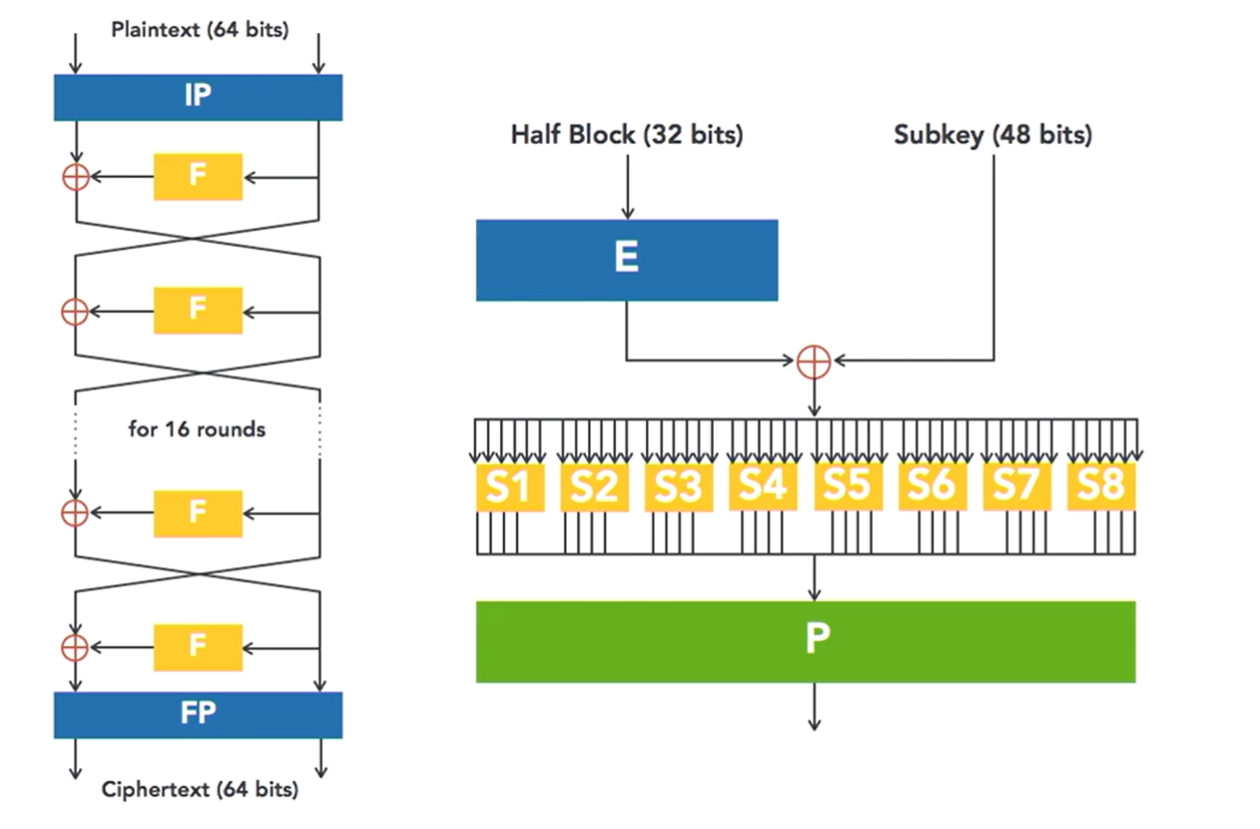 Plaintext (64 bits)
IP
F
F
for 16 rounds
F
F
FP
Ciphertext (64 bits)
Half Block (32 bits)
Subkey (48 bits)
E
S1 S2 S3 S4 S5 S6 S7 S8
P